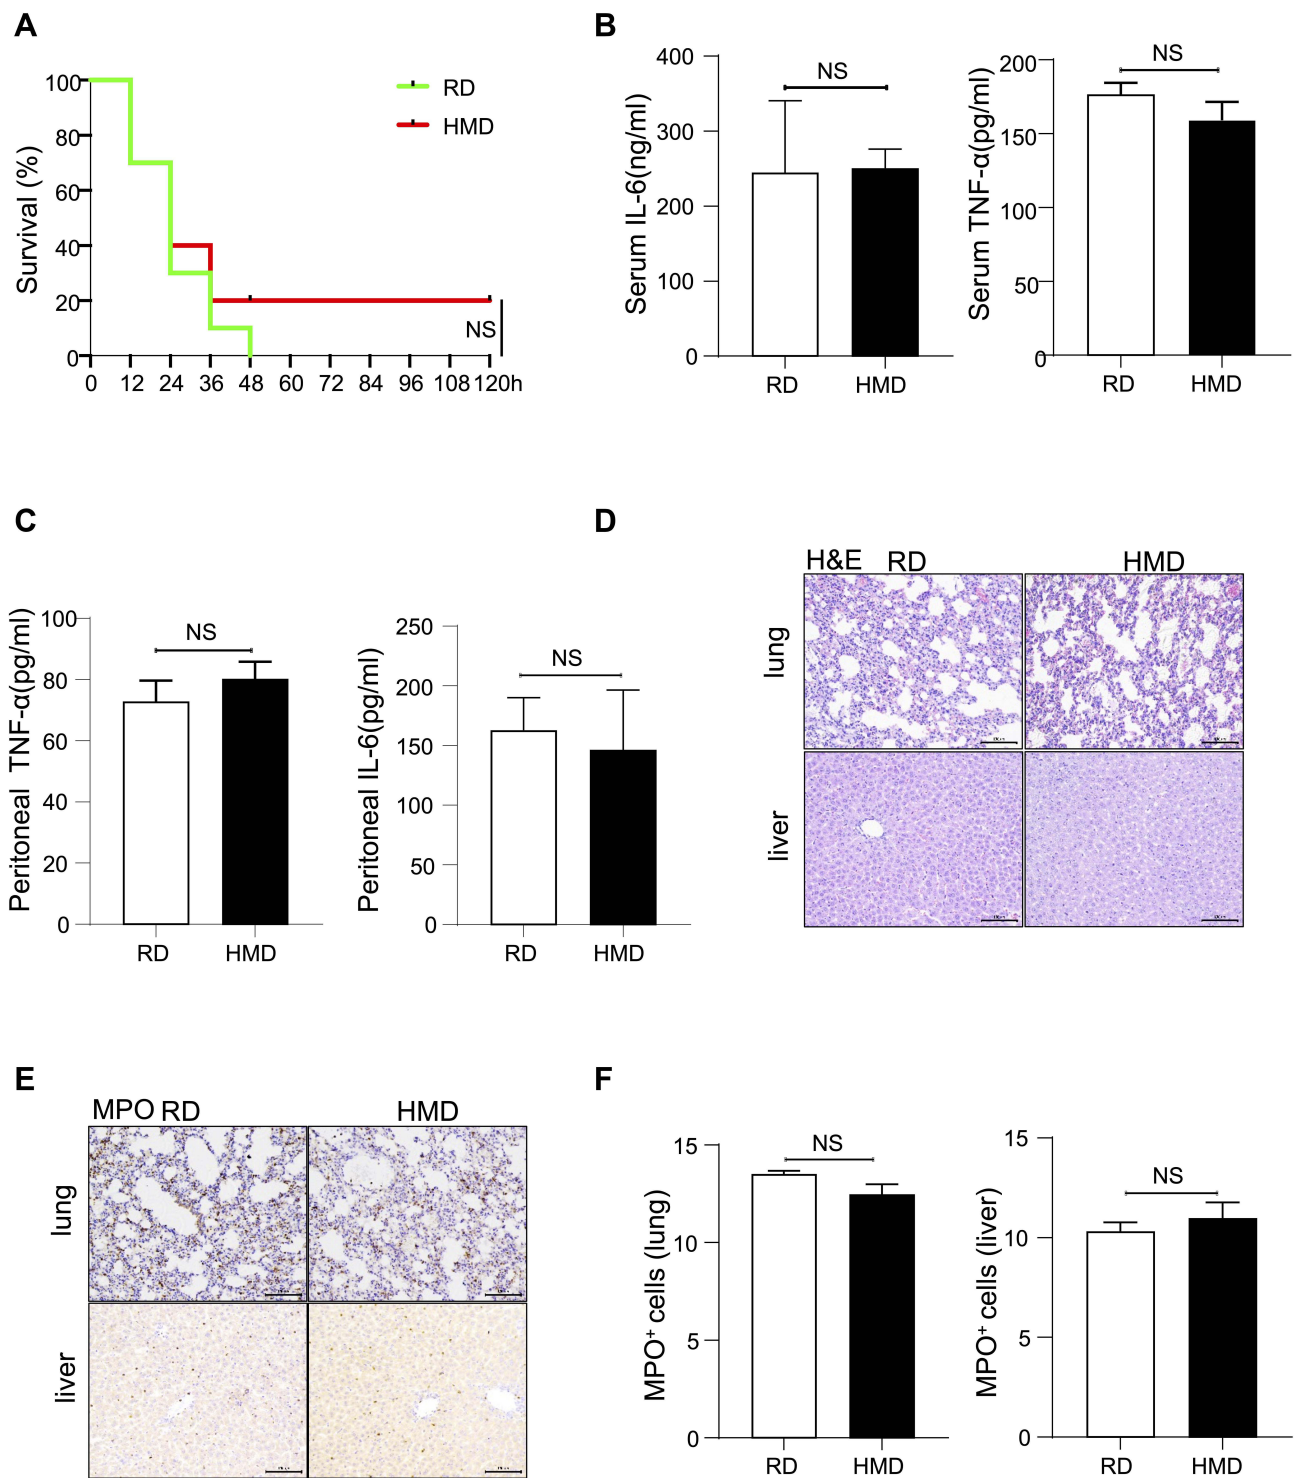 A
Survival (%)
100
80
60
40
20
0
0 12 24 36 48 60 72 84 96 108 120h
RD
HMD
NS
B
Serum IL-6(ng/ml)
400
300
200
100
0
NS
RD HMD
Serum TNF-α(pg/ml)
200
150
100
50
0
NS
RD HMD
C
Peritoneal TNF-α(pg/ml)
100
80
60
40
20
0
NS
RD HMD
Peritoneal IL-6(pg/ml)
250
200
150
100
50
0
NS
RD HMD
D
H&E RD HMD
lung
liver
E
MPO RD HMD
lung
liver
F
MPO⁺ cells (lung)
15
10
5
0
NS
RD HMD
MPO⁺ cells (liver)
15
10
5
0
NS
RD HMD